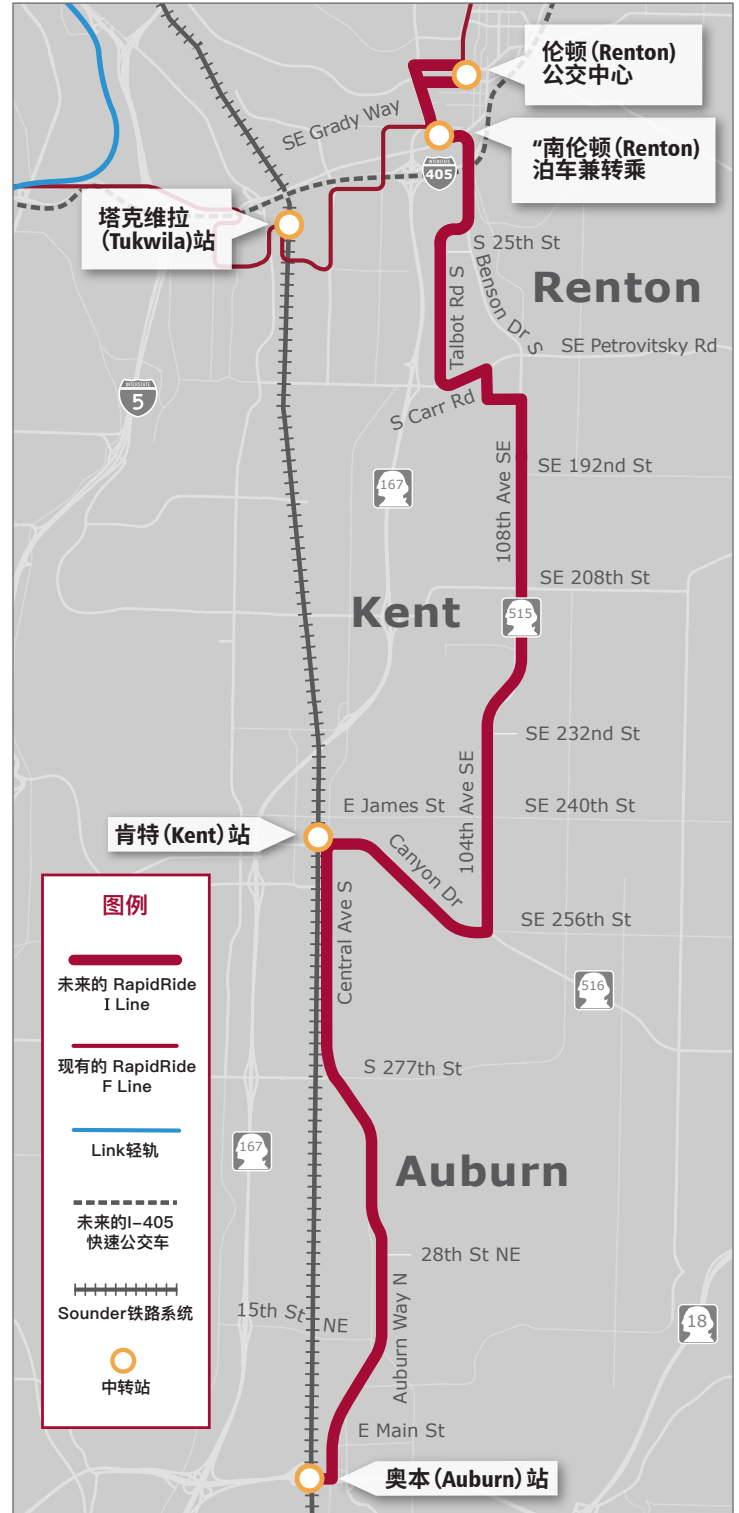 伦顿（Renton）
公交中心
SE Grady Way
“南伦顿（Renton）
泊车兼转乘
INTERSTATE
405
塔克维拉
（Tukwila)站
S 25th St
Renton
Benson Dr S
Talbot Rd S
SE Petrovitsky Rd
INTERSTATE
5
S Carr Rd
SE 192nd St
167
108th Ave SE
SE 208th St
Kent
515
SE 232nd St
104th Ave SE
E James St
SE 240th St
肯特（Kent）站
Canyon Dr
图例
Central Ave S
SE 256th St
未来的 RapidRide
I Line
516
现有的 RapidRide
F Line
S 277th St
Link轻轨
167
Auburn
未来的I-405
快速公交车
28th St NE
Sounder铁路系统
15th St NE
Auburn Way N
18
中转站
E Main St
奥本（Auburn）站